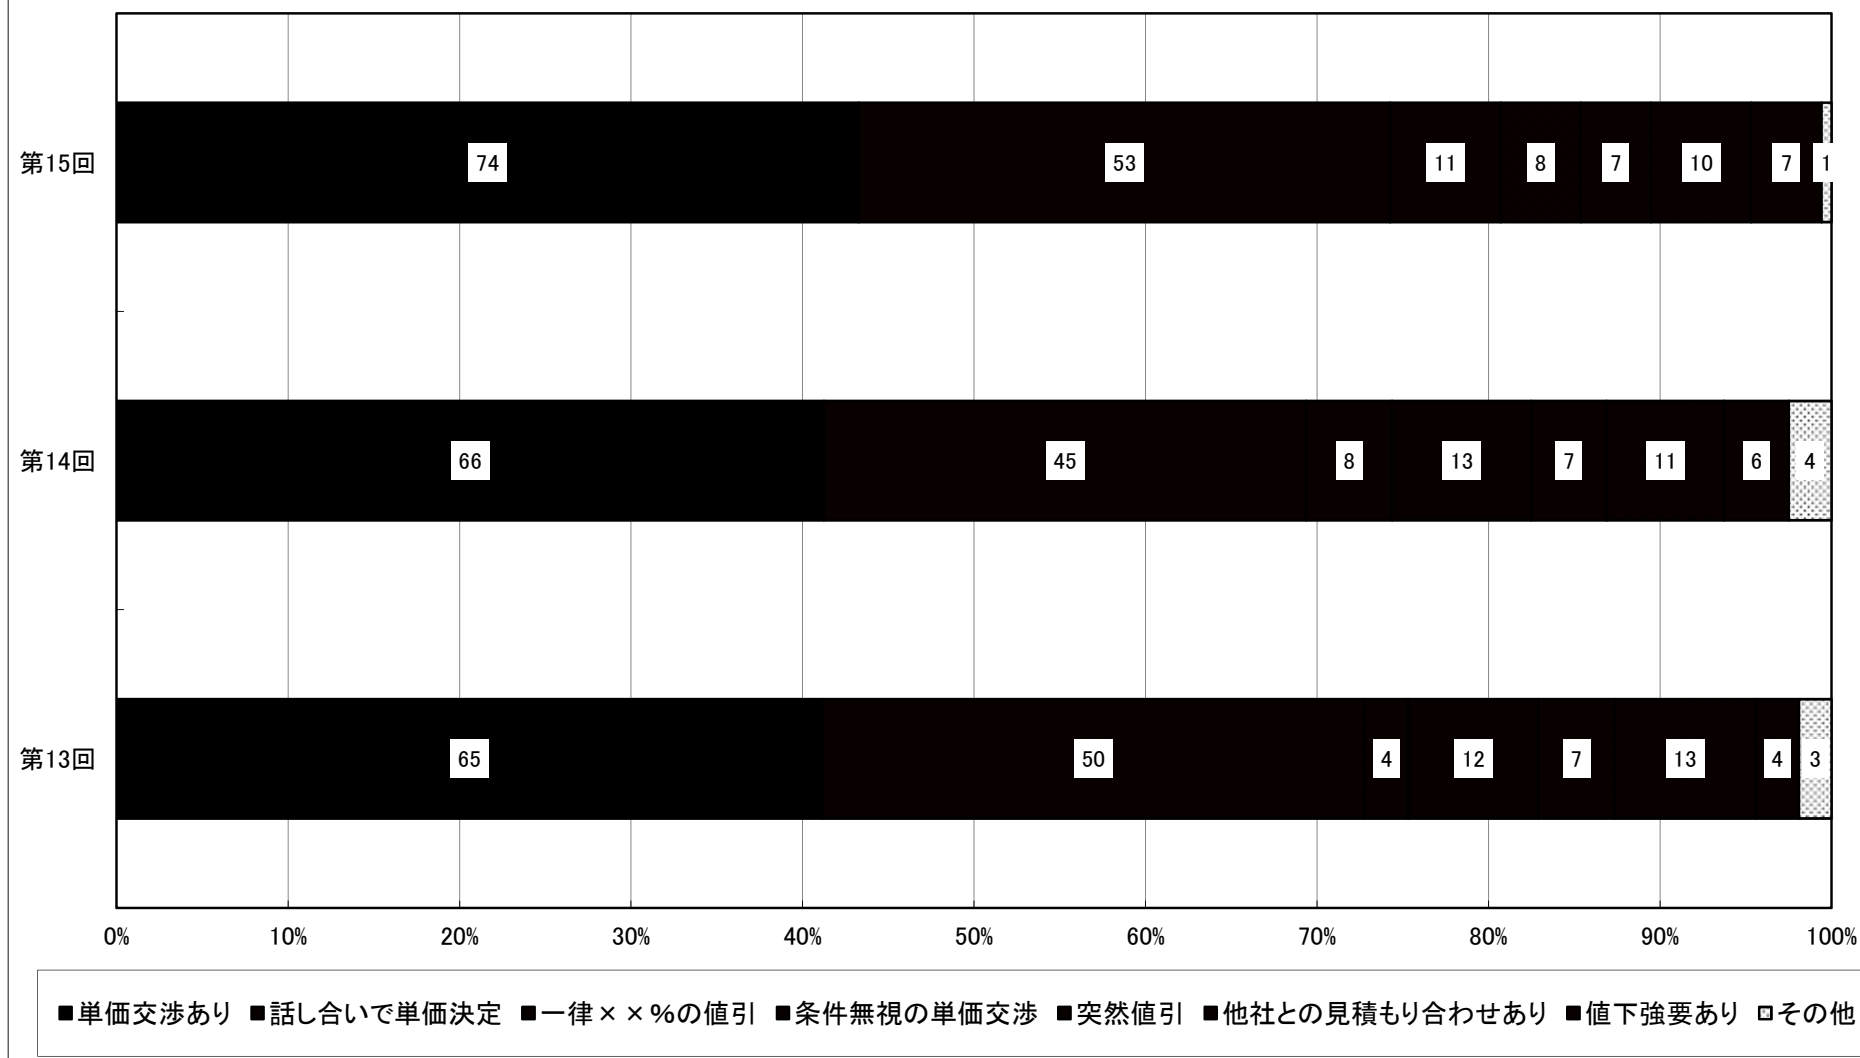 第15回 74 53 11 8 7 10 7 1
第14回 66 45 8 13 7 11 6 4
第13回 65 50 4 12 7 13 4 3
0% 10% 20% 30% 40% 50% 60% 70% 80% 90% 100%
■単価交渉あり ■話し合いで単価決定 ■一律××%の値引 ■条件無視の単価交渉 ■突然値引 ■他社との見積もり合わせあり ■値下強要あり □その他